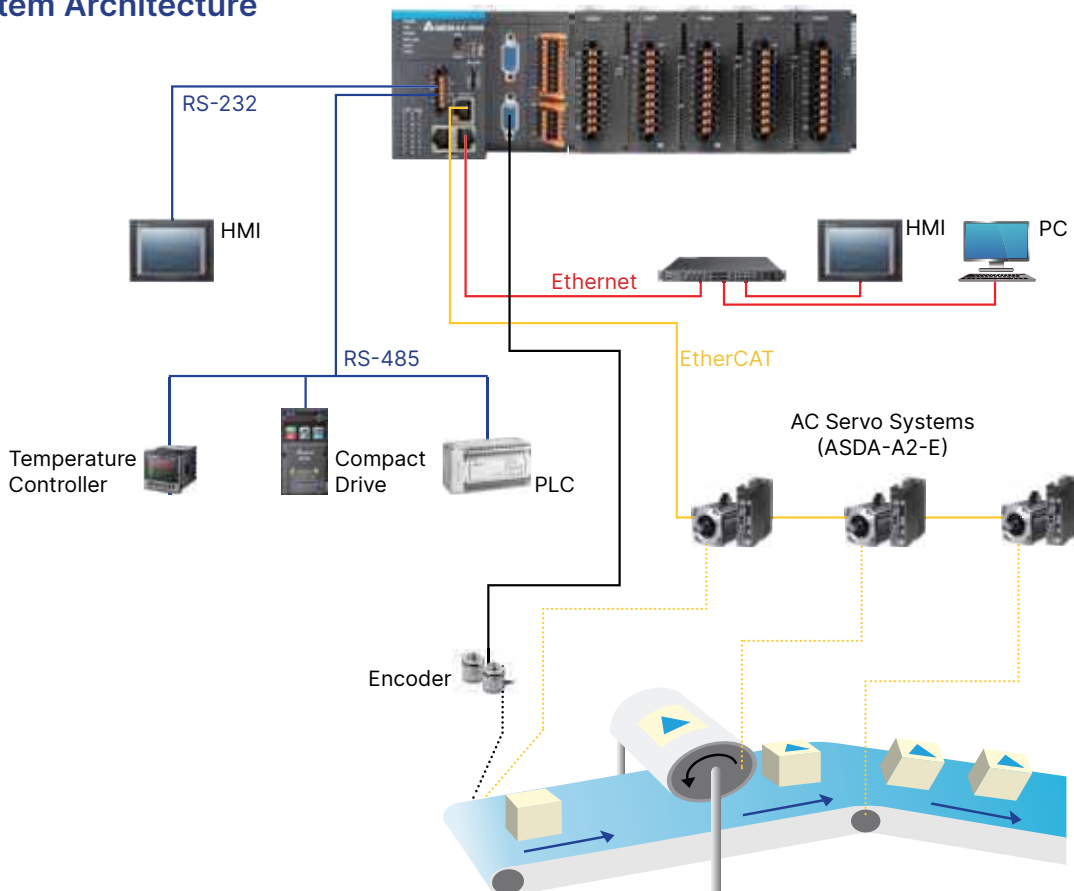 tem Architecture
RS-232
HMI
HMI
PC
Ethernet
RS-485
EtherCAT
AC Servo Systems
(ASDA-A2-E)
Temperature
Controller
Compact
Drive
PLC
Encoder